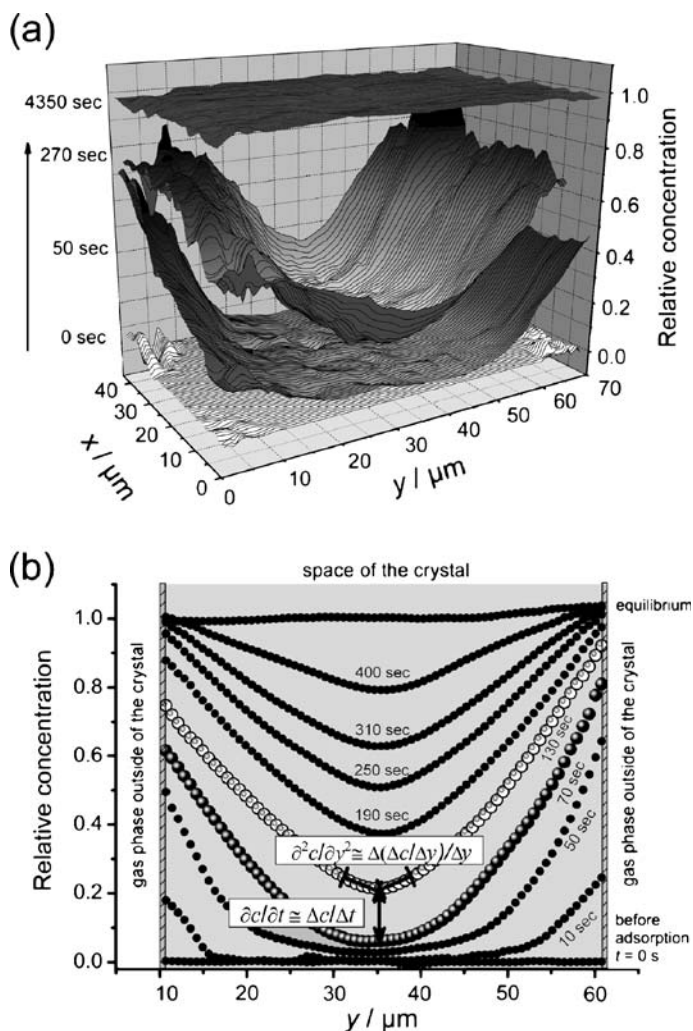 (a)
4350 sec
270 sec
50 sec
0 sec
1.0
0.8
0.6
0.4
0.2
0.0
Relative concentration
40
30
20
10
0
x / μm
0
10
20
30
40
50
60
70
y / μm
(b)
space of the crystal
Relative concentration
1.0
0.8
0.6
0.4
0.2
0.0
gas phase outside of the crystal
equilibrium
400 sec
310 sec
250 sec
190 sec
130 sec
70 sec
50 sec
10 sec
∂²c/∂y² ≅ Δ(Δc/Δy)/Δy
∂c/∂t ≅ Δc/Δt
gas phase outside of the crystal
before
adsorption
t = 0 s
10
20
30
40
50
60
y / μm